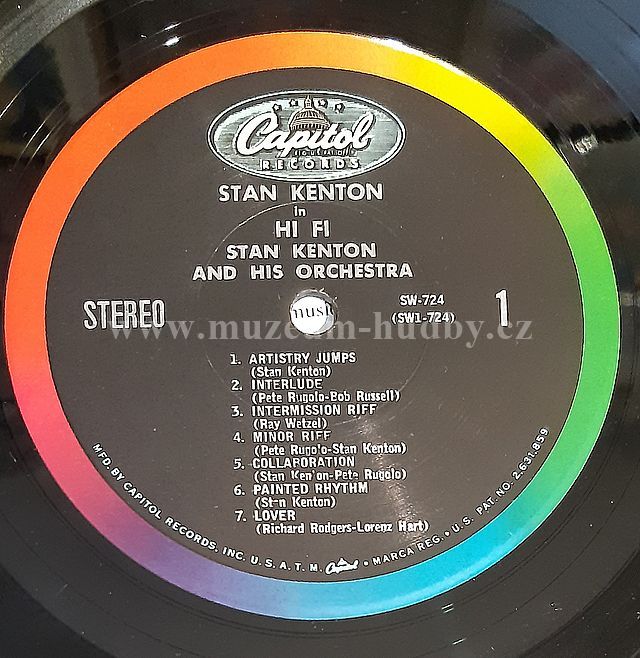 Capitol
RECORDS
STAN KENTON
in
HI FI
STAN KENTON
AND HIS ORCHESTRA
STEREO
SW-724
(SW1-724)
1
www.muzeum-hudby.cz
1. ARTISTRY JUMPS
(Stan Kenton)
2. INTERLUDE
(Pete Rugolo-Bob Russell)
3. INTERMISSION RIFF
(Ray Wetzel)
4. MINOR RIFF
(Pete Rugolo-Stan Kenton)
5. COLLABORATION
(Stan Kenton-Pete Rugolo)
6. PAINTED RHYTHM
(Stan Kenton)
7. LOVER
(Richard Rodgers-Lorenz Hart)
MFD. BY CAPITOL RECORDS, INC. U.S.A. T.M. Capitol • MARCA REG. • U.S. PAT. NO. 2,631,859